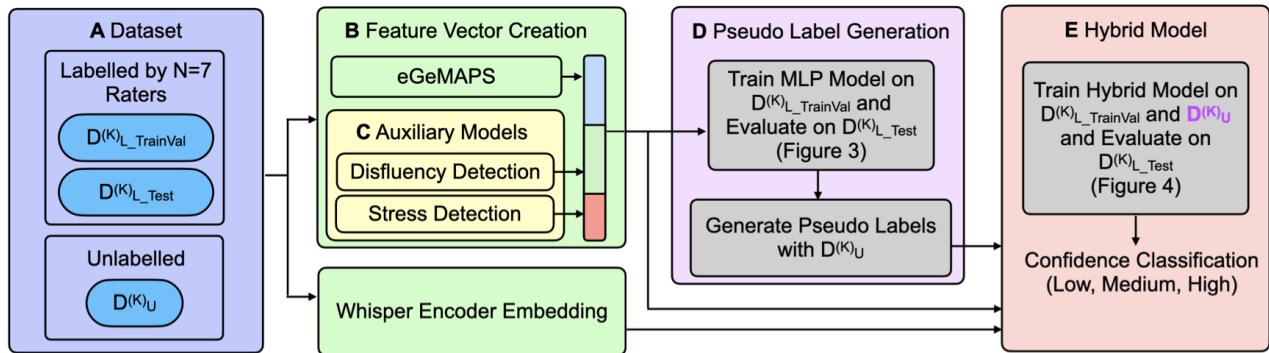 A Dataset
Labelled by N=7
Raters
D(K)L_TrainVal
D(K)L_Test
Unlabelled
D(K)U
B Feature Vector Creation
eGeMAPS
C Auxiliary Models
Disfluency Detection
Stress Detection
Whisper Encoder Embedding
D Pseudo Label Generation
Train MLP Model on
D(K)L_TrainVal and
Evaluate on D(K)L_Test
(Figure 3)
Generate Pseudo Labels
with D(K)U
E Hybrid Model
Train Hybrid Model on
D(K)L_TrainVal and D(K)U
and Evaluate on
D(K)L_Test
(Figure 4)
Confidence Classification
(Low, Medium, High)